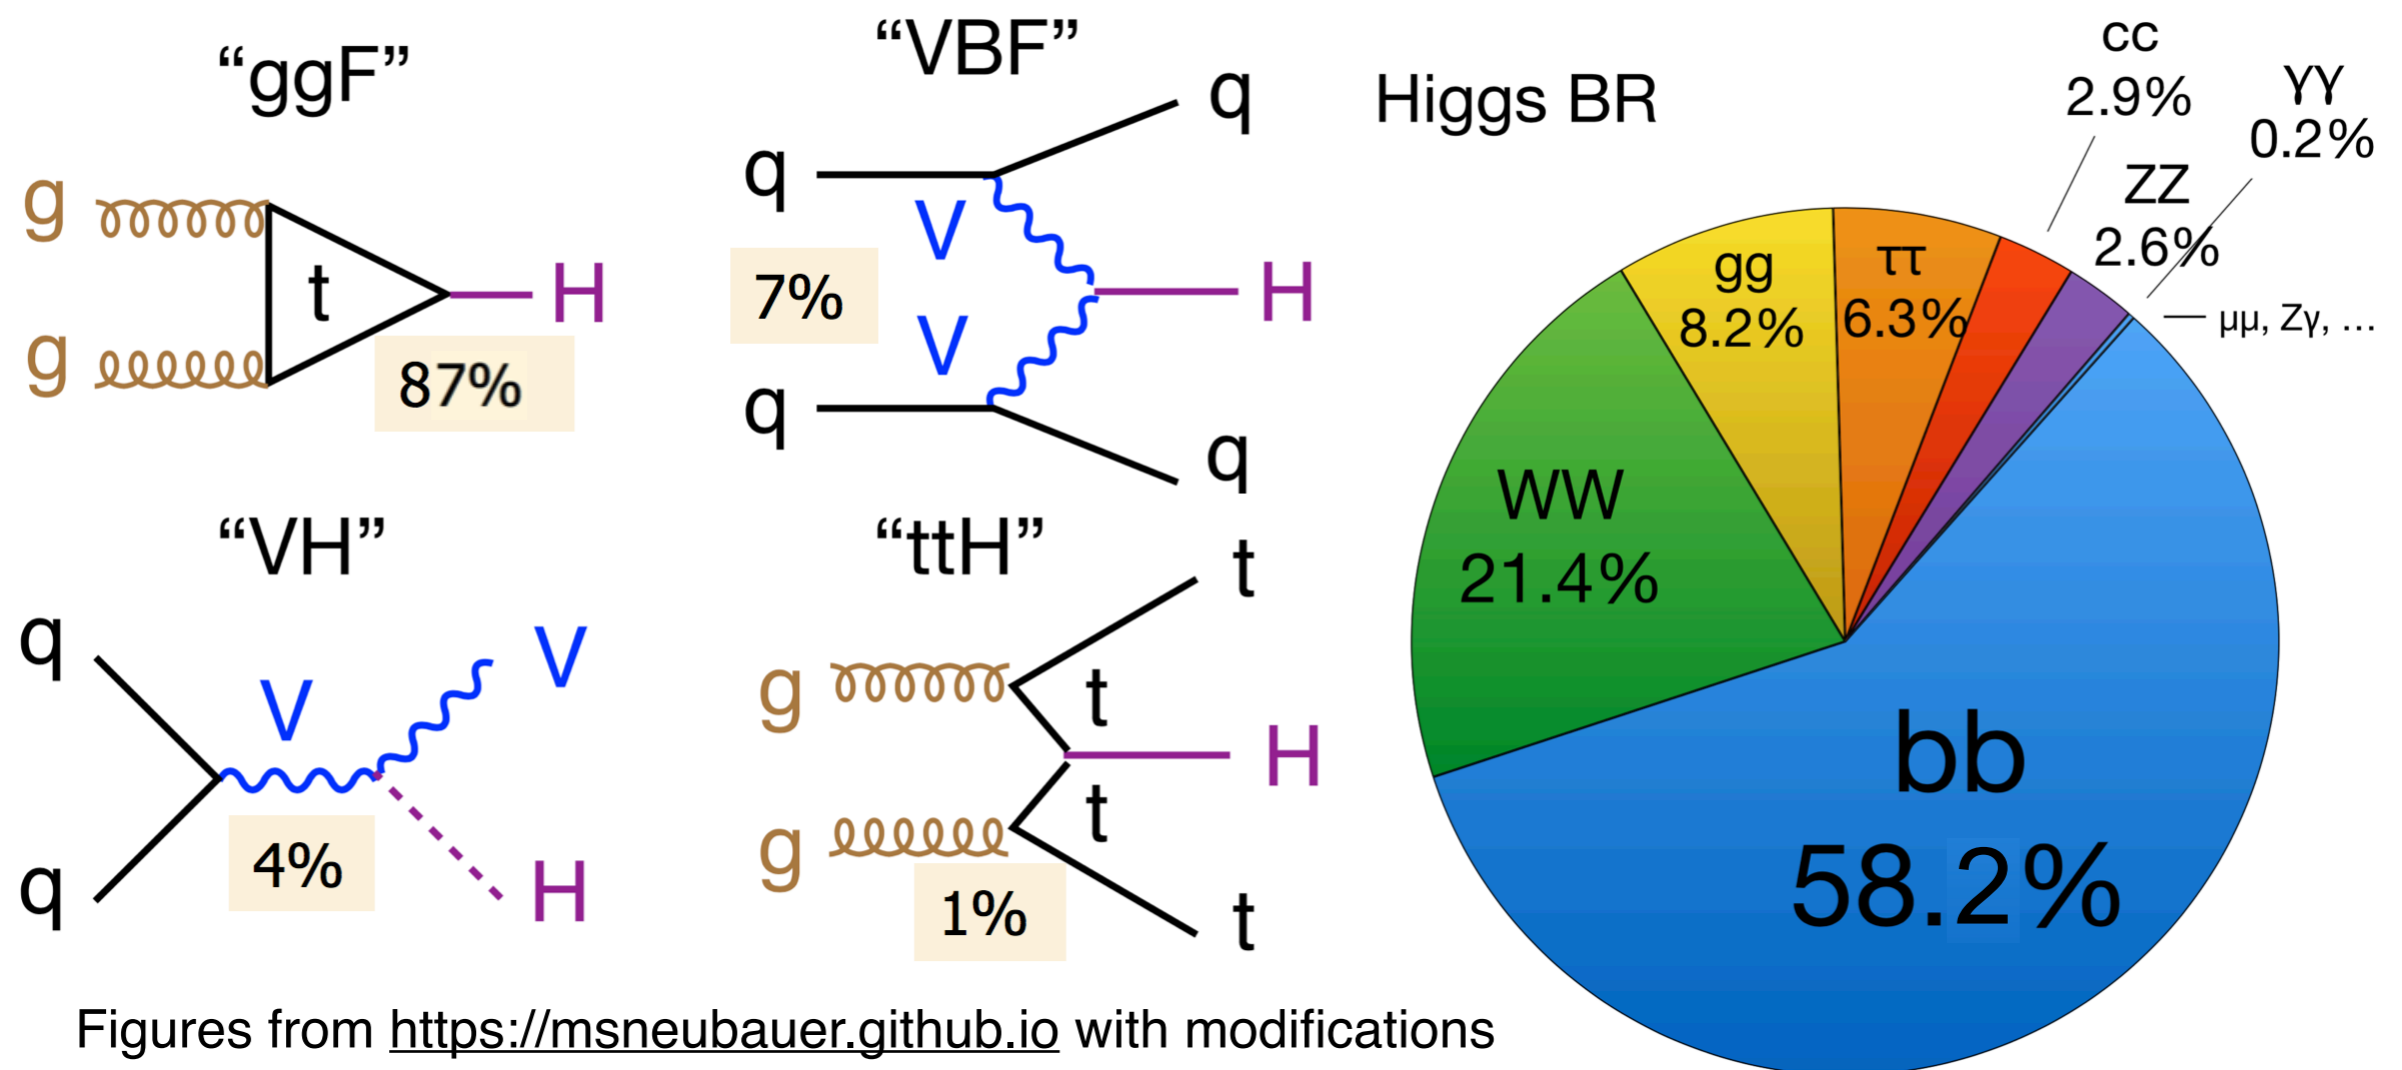 “ggF”
g
g
t
H
87%
“VBF”
q
q
V
7%
H
V
q
q
“VH”
q
V
V
4%
q
H
“ttH”
t
g
t
H
g
t
1%
t
Higgs BR
cc
2.9%
γγ
0.2%
ZZ
2.6%
μμ, Zγ, …
ττ
6.3%
gg
8.2%
WW
21.4%
bb
58.2%
Figures from https://msneubauer.github.io with modifications